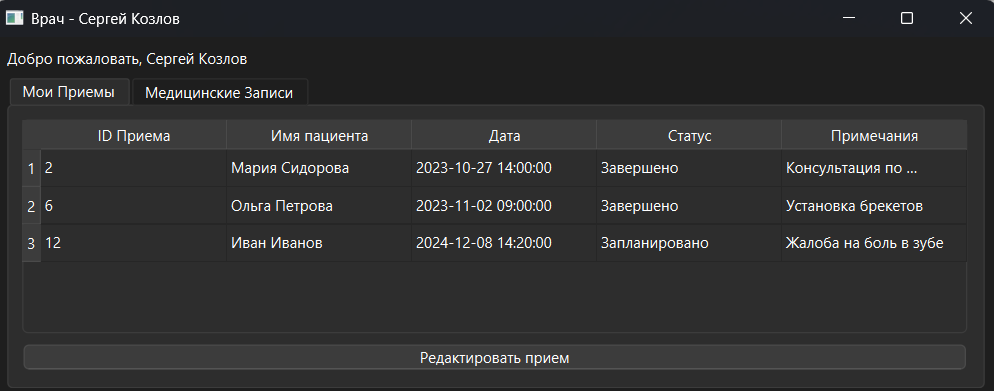 Врач - Сергей Козлов
Добро пожаловать, Сергей Козлов
Мои Приемы Медицинские Записи
ID Приема Имя пациента Дата Статус Примечания
1 2 Мария Сидорова 2023-10-27 14:00:00 Завершено Консультация по ...
2 6 Ольга Петрова 2023-11-02 09:00:00 Завершено Установка брекетов
3 12 Иван Иванов 2024-12-08 14:20:00 Запланировано Жалоба на боль в зубе
Редактировать прием